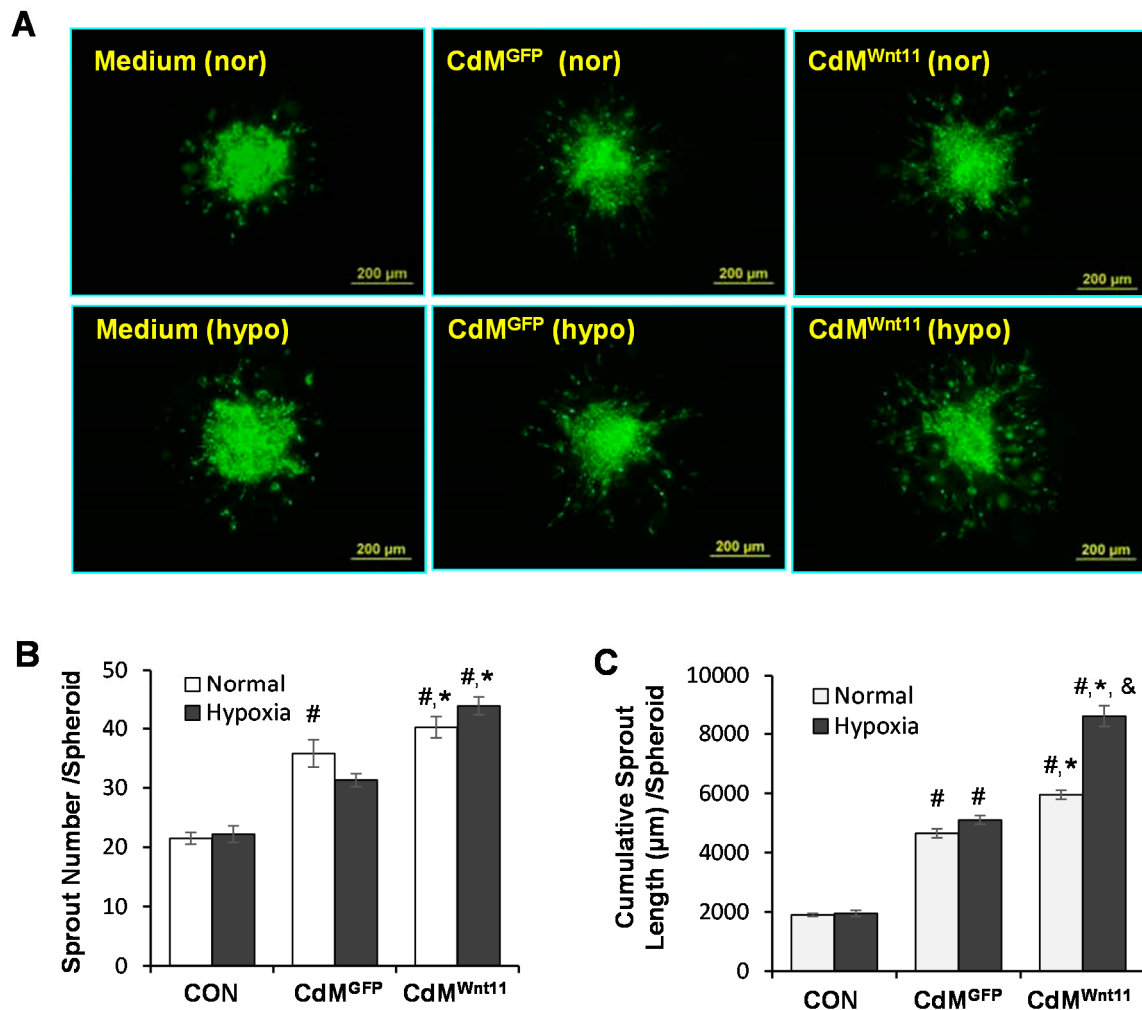 A
Medium (nor)
CdM^GFP (nor)
CdM^Wnt11 (nor)
200 µm
200 µm
200 µm
Medium (hypo)
CdM^GFP (hypo)
CdM^Wnt11 (hypo)
200 µm
200 µm
200 µm
B
Sprout Number /Spheroid
50
40
30
20
10
0
Normal
Hypoxia
#
#,*
#,*
CON
CdM^GFP
CdM^Wnt11
C
Cumulative Sprout
Length (µm) /Spheroid
10000
8000
6000
4000
2000
0
Normal
Hypoxia
#
#
#,*
#,*, &
CON
CdM^GFP
CdM^Wnt11